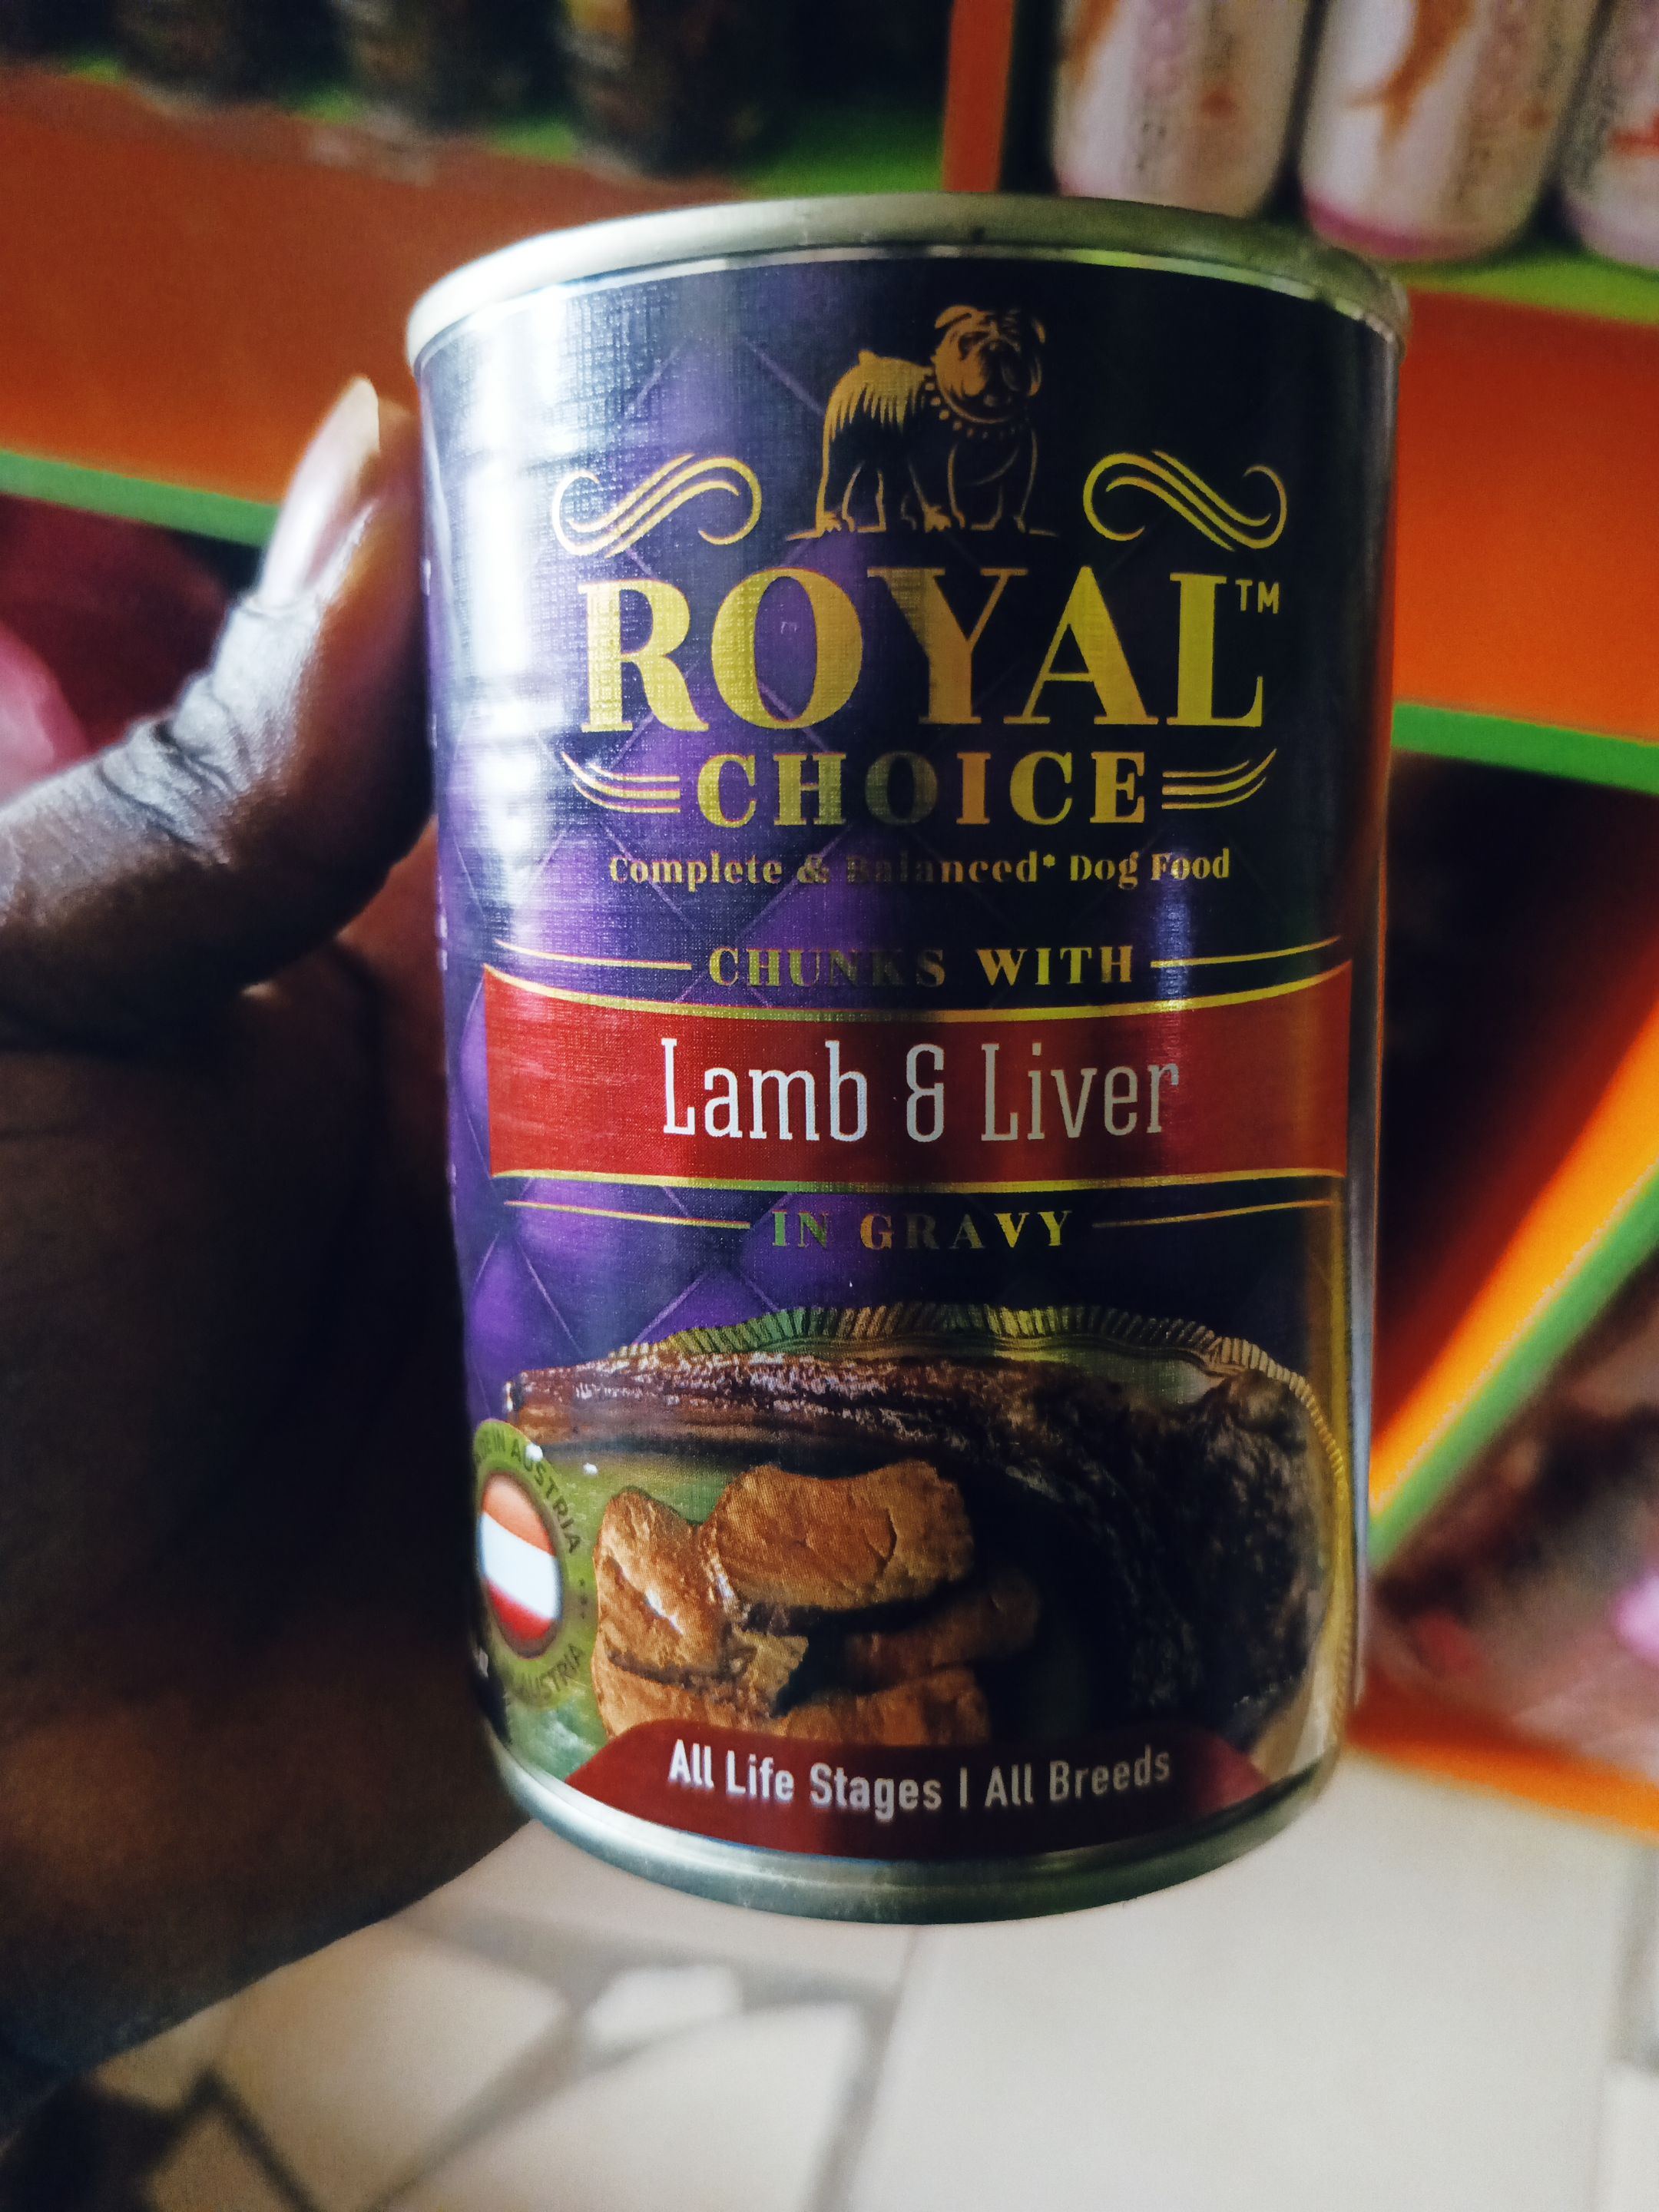 ROYAL™
CHOICE
Complete & Balanced* Dog Food
CHUNKS WITH
Lamb & Liver
IN GRAVY
IN AUSTRIA
AUSTRIA
All Life Stages | All Breeds